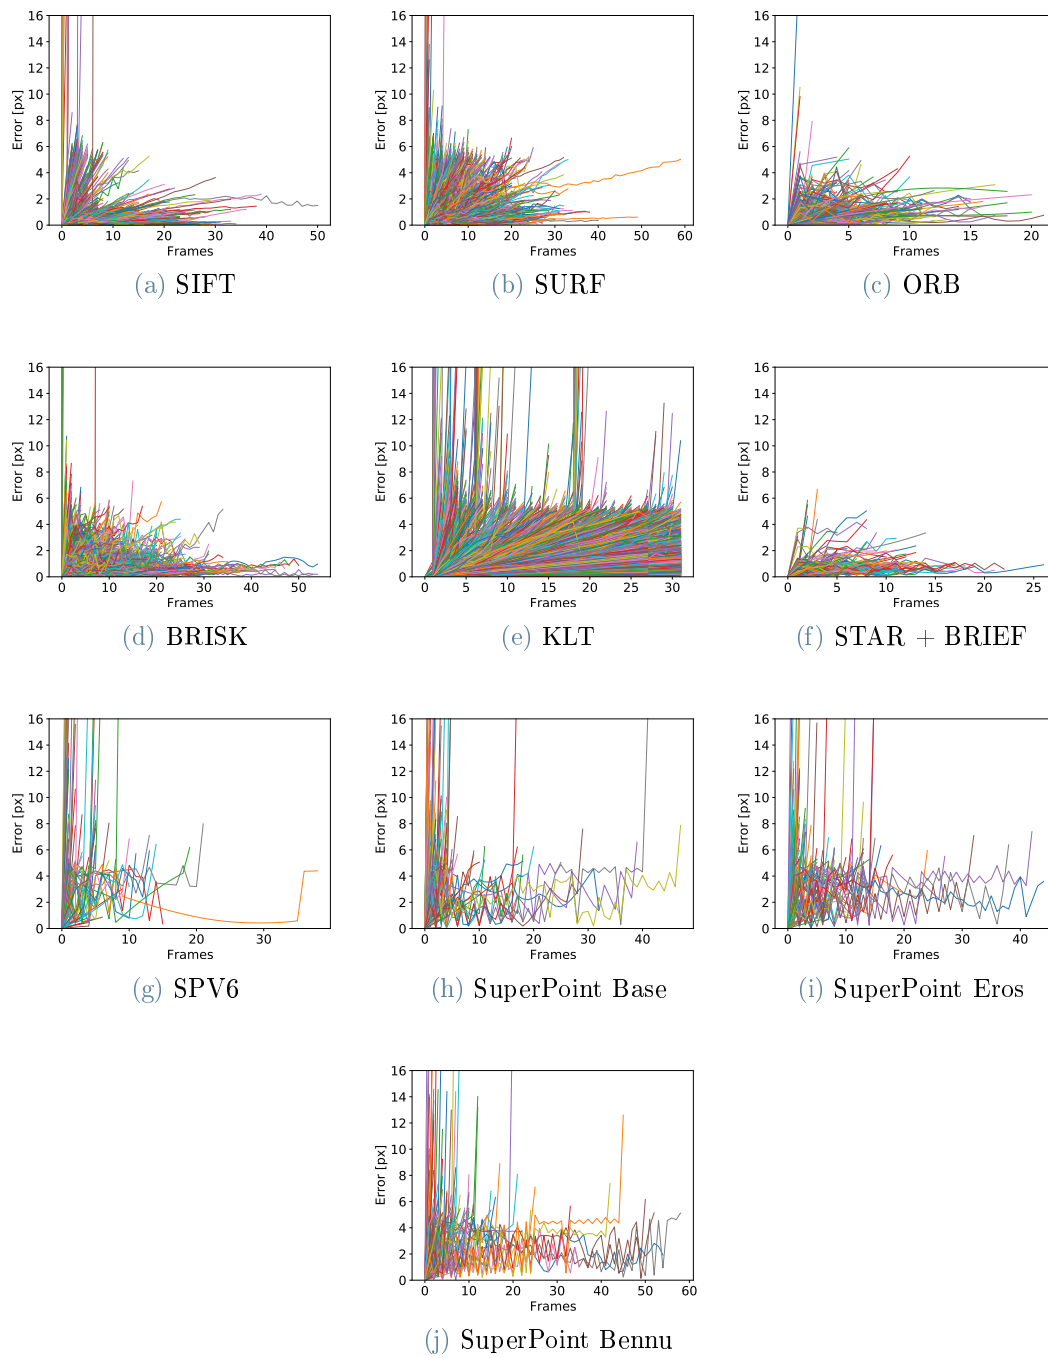 16
14
12
10
8
6
4
2
0
Error [px]
0 10 20 30 40 50
Frames
(a) SIFT
16
14
12
10
8
6
4
2
0
Error [px]
0 10 20 30 40 50 60
Frames
(b) SURF
16
14
12
10
8
6
4
2
0
Error [px]
0 5 10 15 20
Frames
(c) ORB
16
14
12
10
8
6
4
2
0
Error [px]
0 10 20 30 40 50
Frames
(d) BRISK
16
14
12
10
8
6
4
2
0
Error [px]
0 5 10 15 20 25 30
Frames
(e) KLT
16
14
12
10
8
6
4
2
0
Error [px]
0 5 10 15 20 25
Frames
(f) STAR + BRIEF
16
14
12
10
8
6
4
2
0
Error [px]
0 10 20 30
Frames
(g) SPV6
16
14
12
10
8
6
4
2
0
Error [px]
0 10 20 30 40
Frames
(h) SuperPoint Base
16
14
12
10
8
6
4
2
0
Error [px]
0 10 20 30 40
Frames
(i) SuperPoint Eros
16
14
12
10
8
6
4
2
0
Error [px]
0 10 20 30 40 50 60
Frames
(j) SuperPoint Bennu